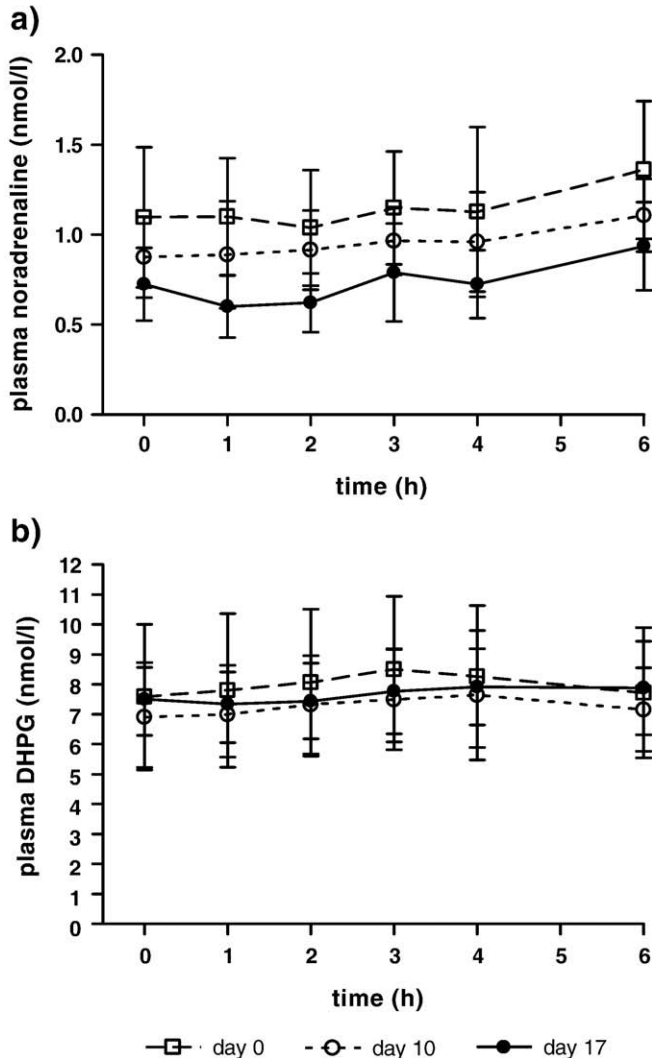 a)
plasma noradrenaline (nmol/l)
2.0
1.5
1.0
0.5
0.0
0 1 2 3 4 5 6
time (h)
b)
plasma DHPG (nmol/l)
12
11
10
9
8
7
6
5
4
3
2
1
0
0 1 2 3 4 5 6
time (h)
day 0 day 10 day 17